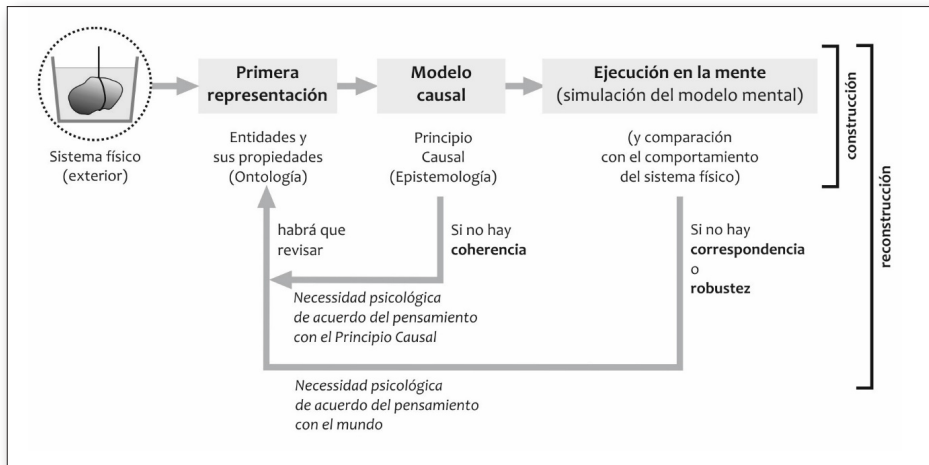 Sistema físico
(exterior)
Primera
representación
Entidades y
sus propiedades
(Ontología)
Modelo
causal
Principio
Causal
(Epistemología)
Ejecución en la mente
(simulación del modelo mental)
(y comparación
con el comportamiento
del sistema físico)
construcción
reconstrucción
habrá que
revisar
Si no hay
coherencia
Necessidad psicológica
de acuerdo del pensamiento
con el Principio Causal
Si no hay
correspondencia
o
robustez
Necessidad psicológica
de acuerdo del pensamiento
con el mundo